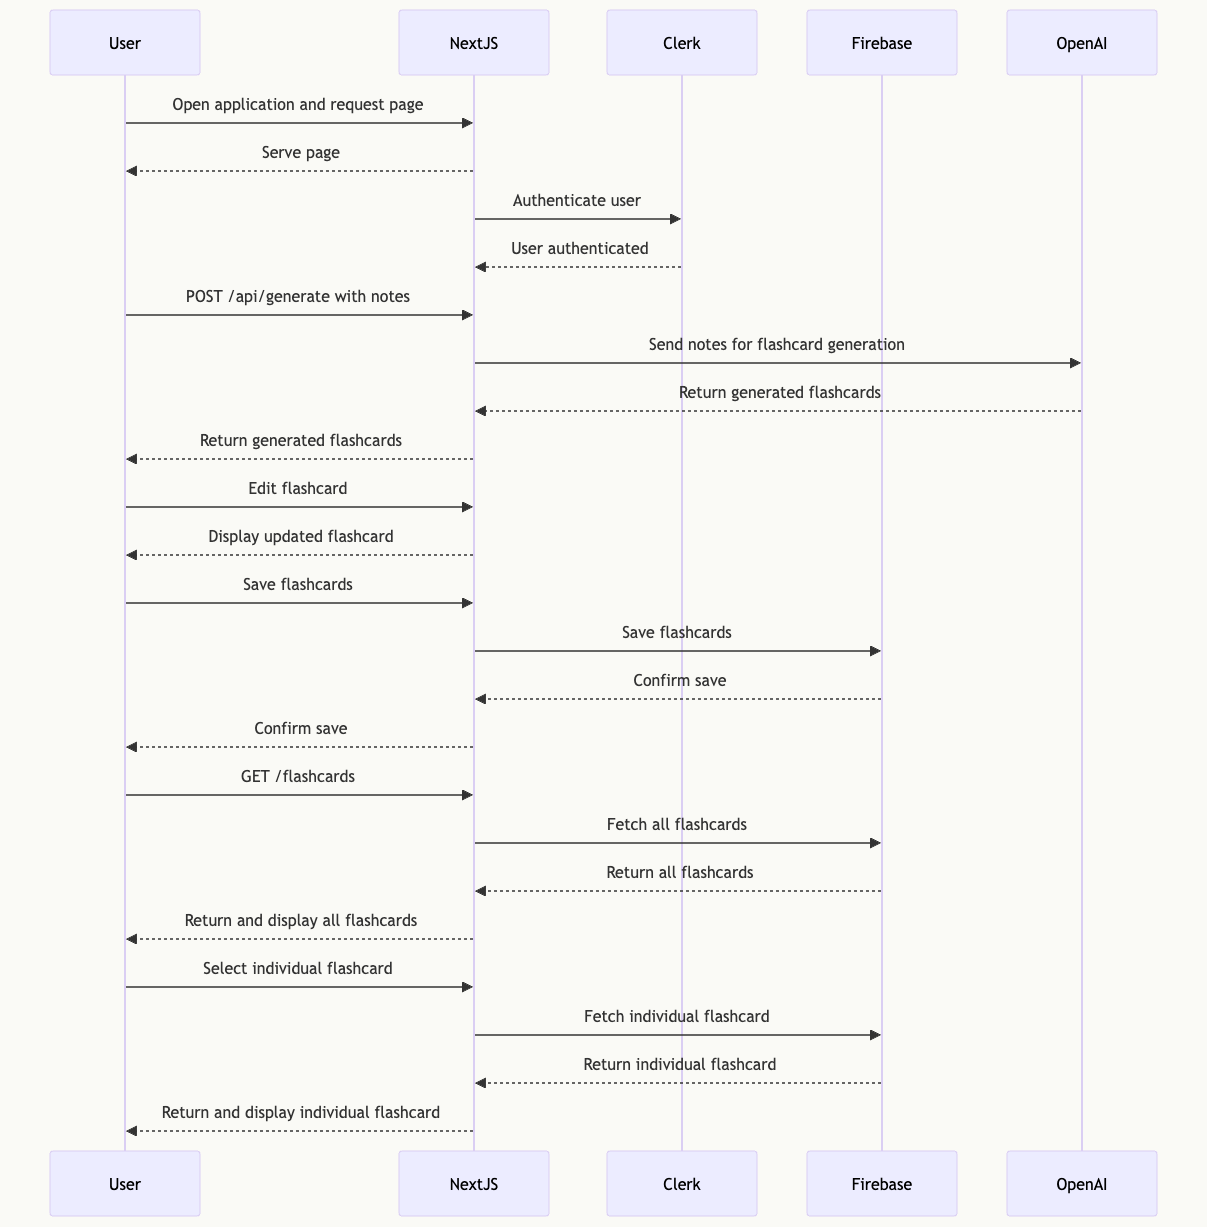 User
NextJS
Clerk
Firebase
OpenAI
Open application and request page
Serve page
Authenticate user
User authenticated
POST /api/generate with notes
Send notes for flashcard generation
Return generated flashcards
Return generated flashcards
Edit flashcard
Display updated flashcard
Save flashcards
Save flashcards
Confirm save
Confirm save
GET /flashcards
Fetch all flashcards
Return all flashcards
Return and display all flashcards
Select individual flashcard
Fetch individual flashcard
Return individual flashcard
Return and display individual flashcard
User
NextJS
Clerk
Firebase
OpenAI